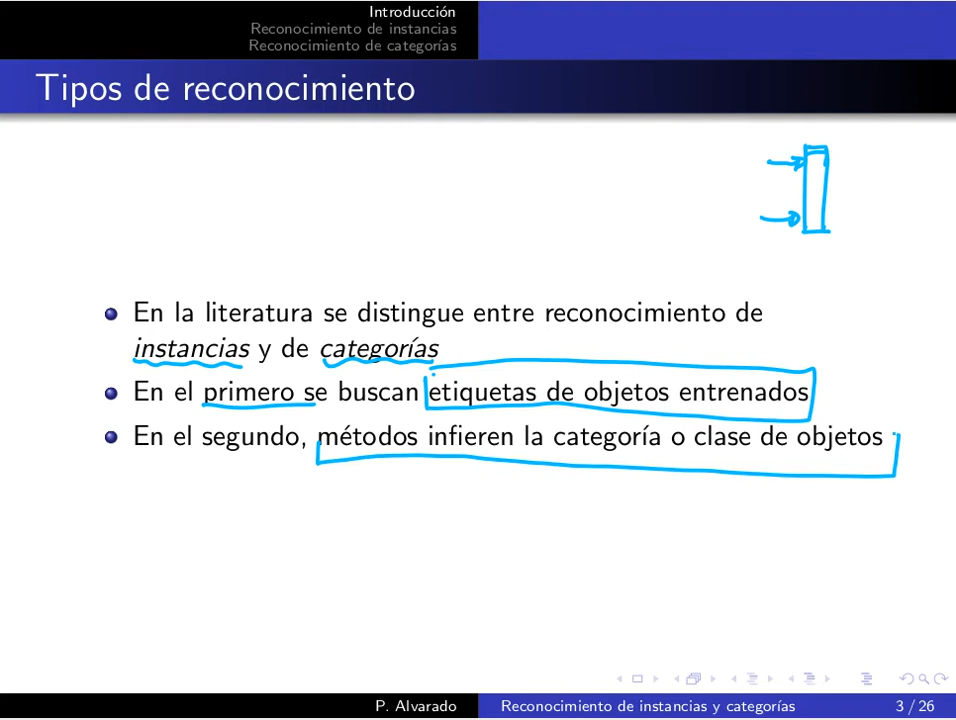 Introducción
Reconocimiento de instancias
Reconocimiento de categorías
Tipos de reconocimiento
En la literatura se distingue entre reconocimiento de
instancias y de categorías
En el primero se buscan etiquetas de objetos entrenados
En el segundo, métodos infieren la categoría o clase de objetos
P. Alvarado
Reconocimiento de instancias y categorías
3 / 26